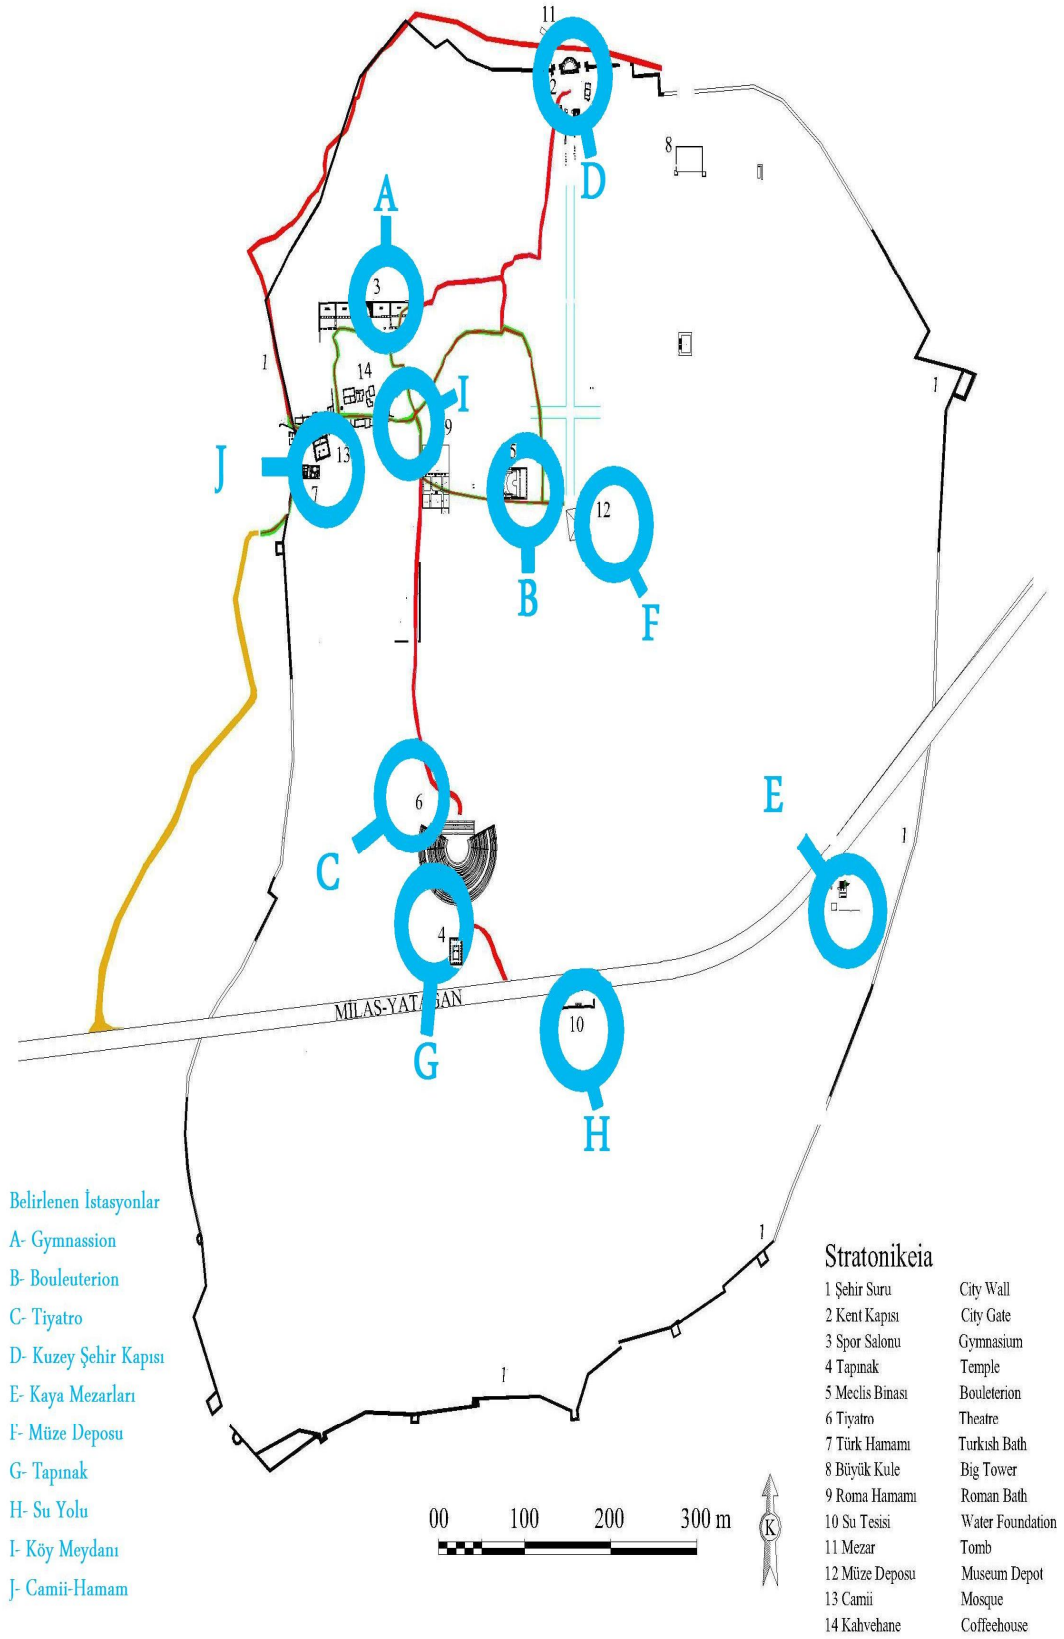 11
2
D
8
A
3
1
14
I
1
9
J
13
7
5
12
B
F
6
E
C
1
4
MİLAS-YATAGAN
G
10
H
1
1
Belirlenen İstasyonlar
A- Gymnassion
B- Bouleuterion
C- Tiyatro
D- Kuzey Şehir Kapısı
E- Kaya Mezarları
F- Müze Deposu
G- Tapınak
H- Su Yolu
I- Köy Meydanı
J- Camii-Hamam
00 100 200 300 m
K
Stratonikeia
1 Şehir Suru City Wall
2 Kent Kapısı City Gate
3 Spor Salonu Gymnasium
4 Tapınak Temple
5 Meclis Binası Bouleterion
6 Tiyatro Theatre
7 Türk Hamamı Turkish Bath
8 Büyük Kule Big Tower
9 Roma Hamamı Roman Bath
10 Su Tesisi Water Foundation
11 Mezar Tomb
12 Müze Deposu Museum Depot
13 Camii Mosque
14 Kahvehane Coffeehouse